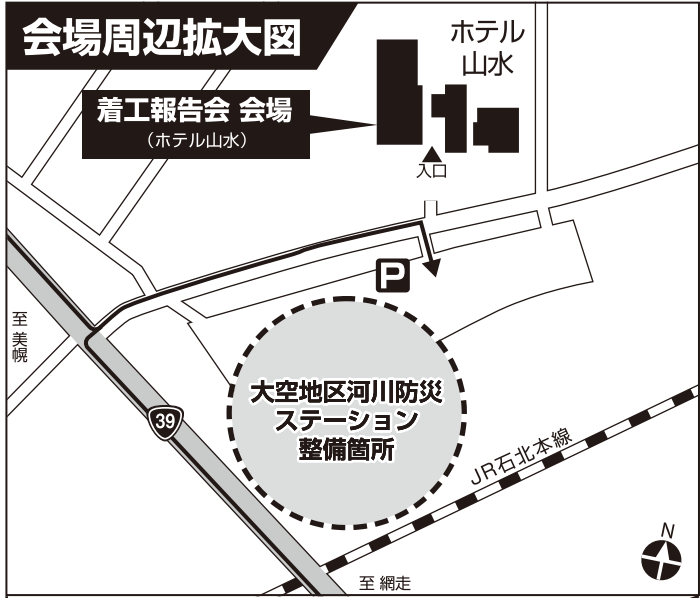 会場周辺拡大図
ホテル
山水
着工報告会 会場
（ホテル山水）
入口
P
至 美幌
39
大空地区河川防災
ステーション
整備箇所
JR石北本線
N
至 網走